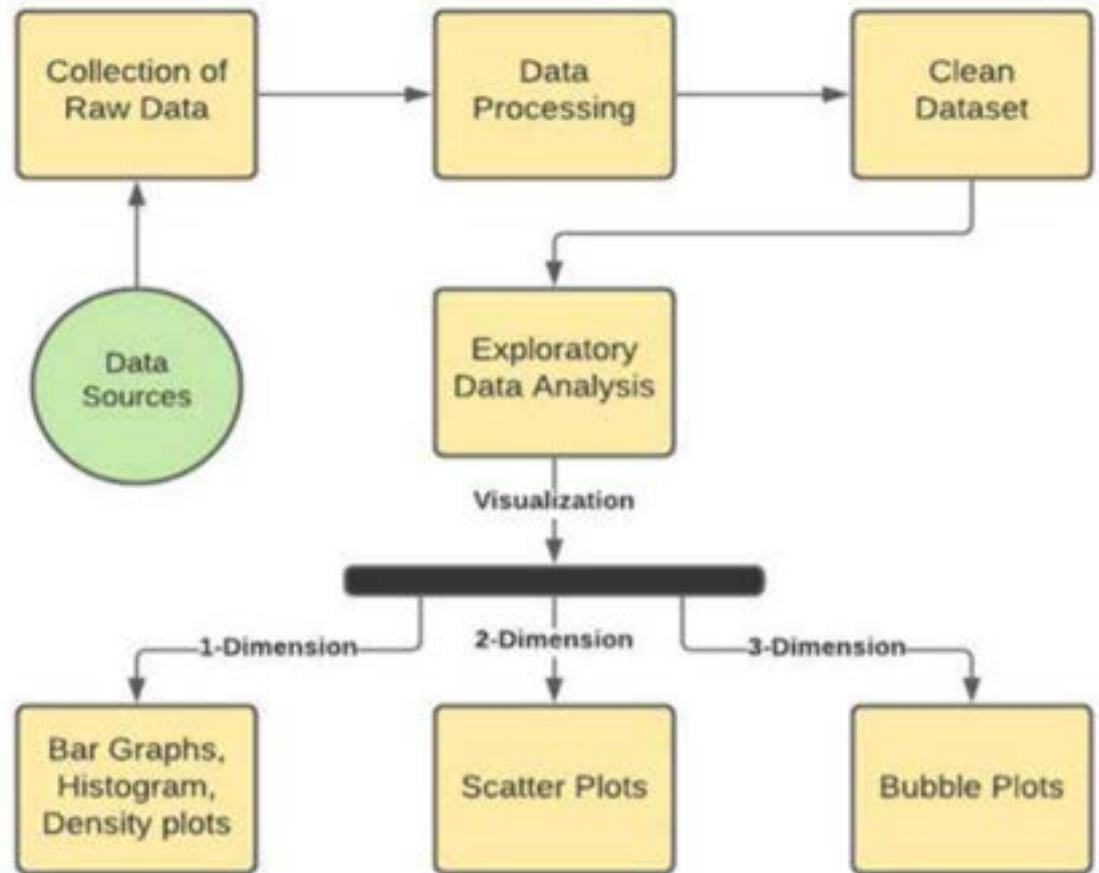 Collection of
Raw Data
Data
Processing
Clean
Dataset
Data
Sources
Exploratory
Data Analysis
Visualization
1-Dimension
2-Dimension
3-Dimension
Bar Graphs,
Histogram,
Density plots
Scatter Plots
Bubble Plots